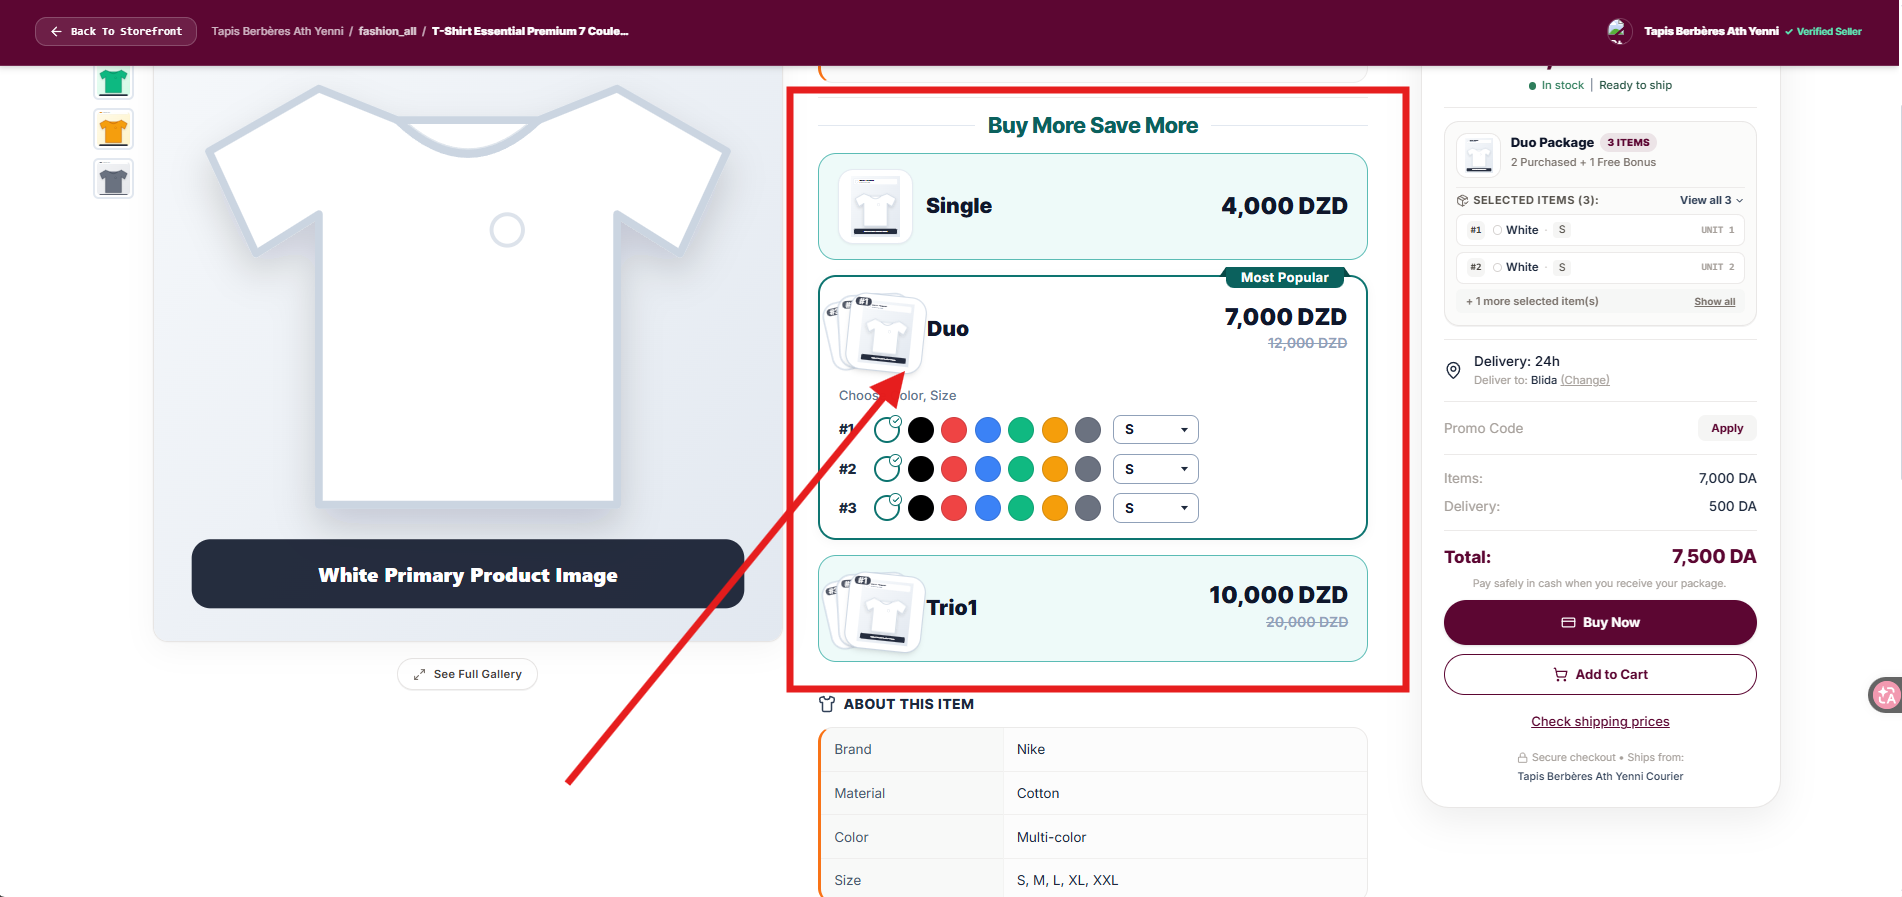 Back To Storefront
Tapis Berbères Ath Yenni / fashion_all / T-Shirt Essential Premium 7 Coule...
Tapis Berbères Ath Yenni ✓ Verified Seller
White Primary Product Image
See Full Gallery
Buy More Save More
Single
4,000 DZD
Most Popular
#1
Duo
7,000 DZD
12,000 DZD
Color, Size
#1
S
#2
S
#3
S
#1
Trio1
10,000 DZD
20,000 DZD
ABOUT THIS ITEM
Brand Nike
Material Cotton
Color Multi-color
Size S, M, L, XL, XXL
In stock | Ready to ship
Duo Package 3 ITEMS
2 Purchased + 1 Free Bonus
SELECTED ITEMS (3): View all 3
#1 White · S UNIT 1
#2 White · S UNIT 2
+ 1 more selected item(s) Show all
Delivery: 24h
Deliver to: Blida (Change)
Promo Code Apply
Items: 7,000 DA
Delivery: 500 DA
Total: 7,500 DA
Pay safely in cash when you receive your package.
Buy Now
Add to Cart
Check shipping prices
Secure checkout • Ships from:
Tapis Berbères Ath Yenni Courier